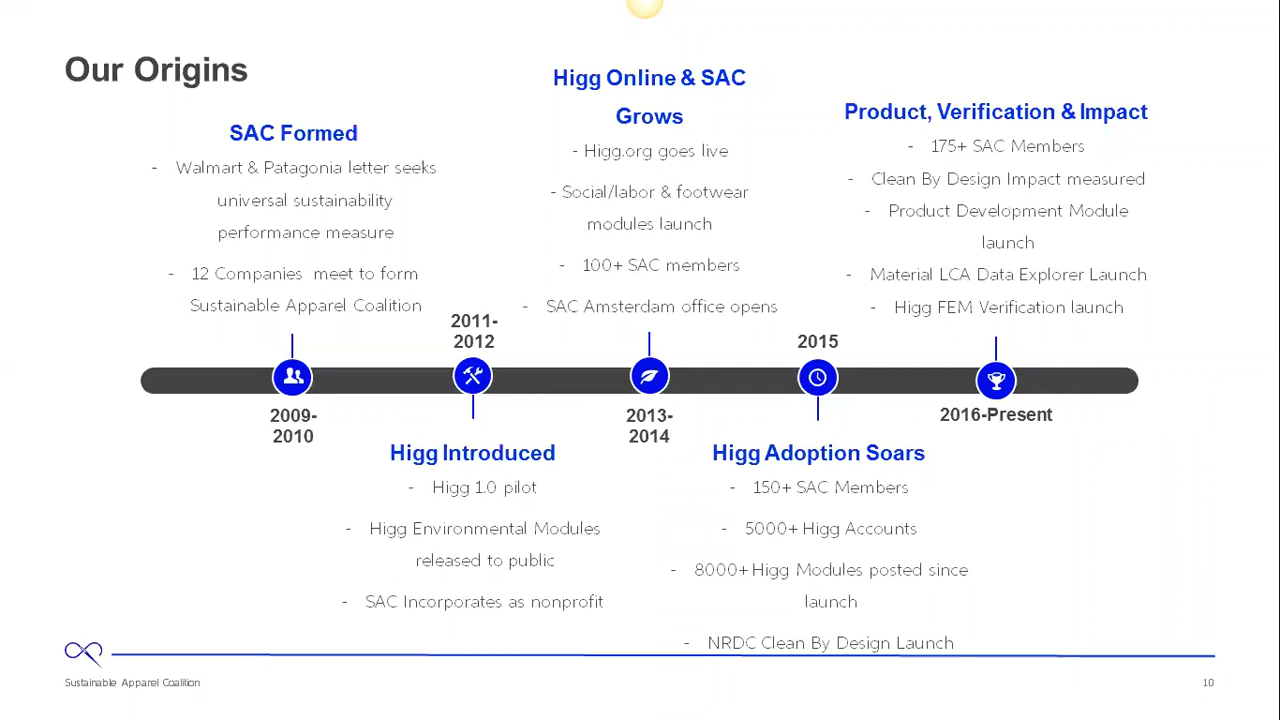 Our Origins
SAC Formed
- Walmart & Patagonia letter seeks
universal sustainability
performance measure
- 12 Companies meet to form
Sustainable Apparel Coalition
2009-
2010
2011-
2012
Higg Introduced
- Higg 1.0 pilot
- Higg Environmental Modules
released to public
- SAC Incorporates as nonprofit
Higg Online & SAC
Grows
- Higg.org goes live
- Social/labor & footwear
modules launch
- 100+ SAC members
- SAC Amsterdam office opens
2013-
2014
2015
Higg Adoption Soars
- 150+ SAC Members
- 5000+ Higg Accounts
- 8000+ Higg Modules posted since
launch
- NRDC Clean By Design Launch
Product, Verification & Impact
- 175+ SAC Members
- Clean By Design Impact measured
- Product Development Module
launch
- Material LCA Data Explorer Launch
- Higg FEM Verification launch
2016-Present
Sustainable Apparel Coalition
10